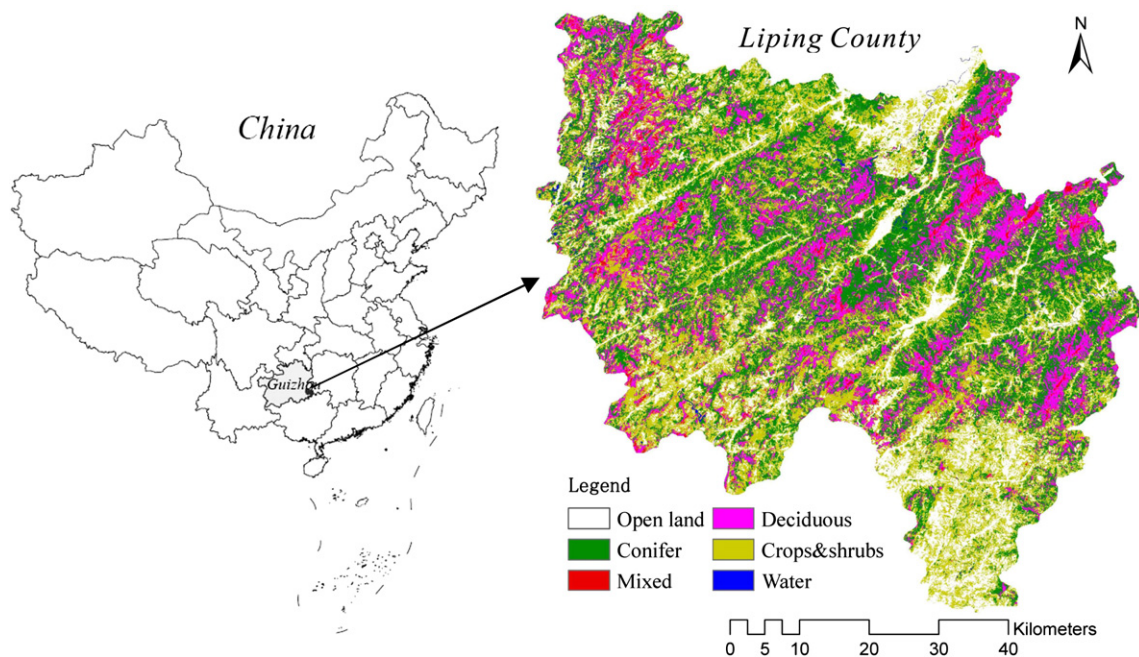 China
Guizhou
Liping County
N
Legend
Open land
Deciduous
Conifer
Crops&shrubs
Mixed
Water
Kilometers
0 5 10 20 30 40